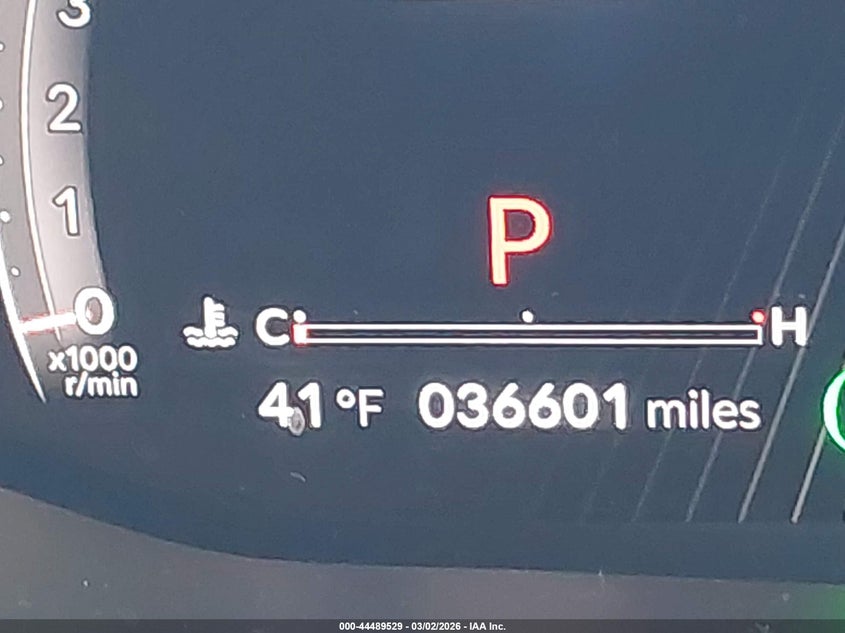 3
2
1
0
x1000
r/min
P
C H
41 °F 036601 miles
000-44489529 - 03/02/2026 - IAA Inc.